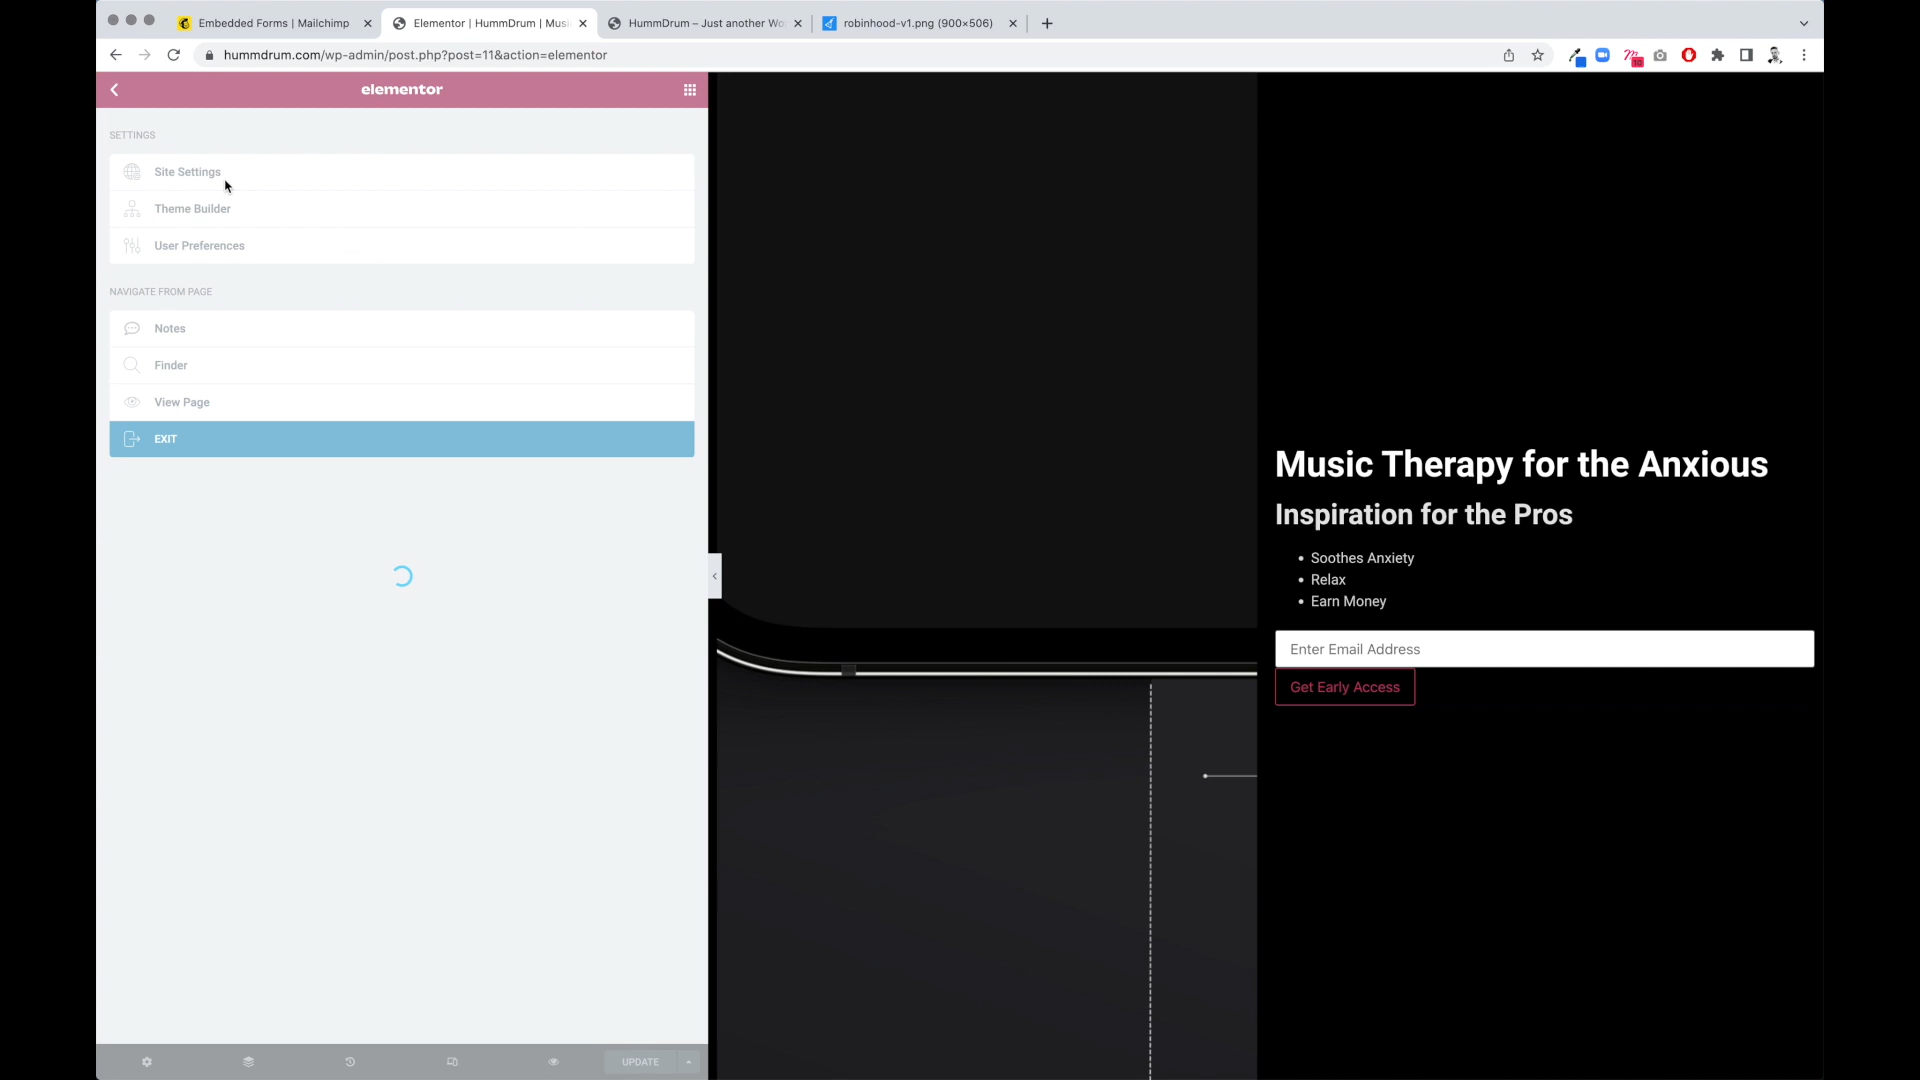 Embedded Forms | Mailchimp
Elementor | HummDrum | Musi
HummDrum – Just another Wo
robinhood-v1.png (900×506)
hummdrum.com/wp-admin/post.php?post=11&action=elementor
10
elementor
SETTINGS
Site Settings
Theme Builder
User Preferences
NAVIGATE FROM PAGE
Notes
Finder
View Page
EXIT
UPDATE
Music Therapy for the Anxious
Inspiration for the Pros
• Soothes Anxiety
• Relax
• Earn Money
Enter Email Address
Get Early Access